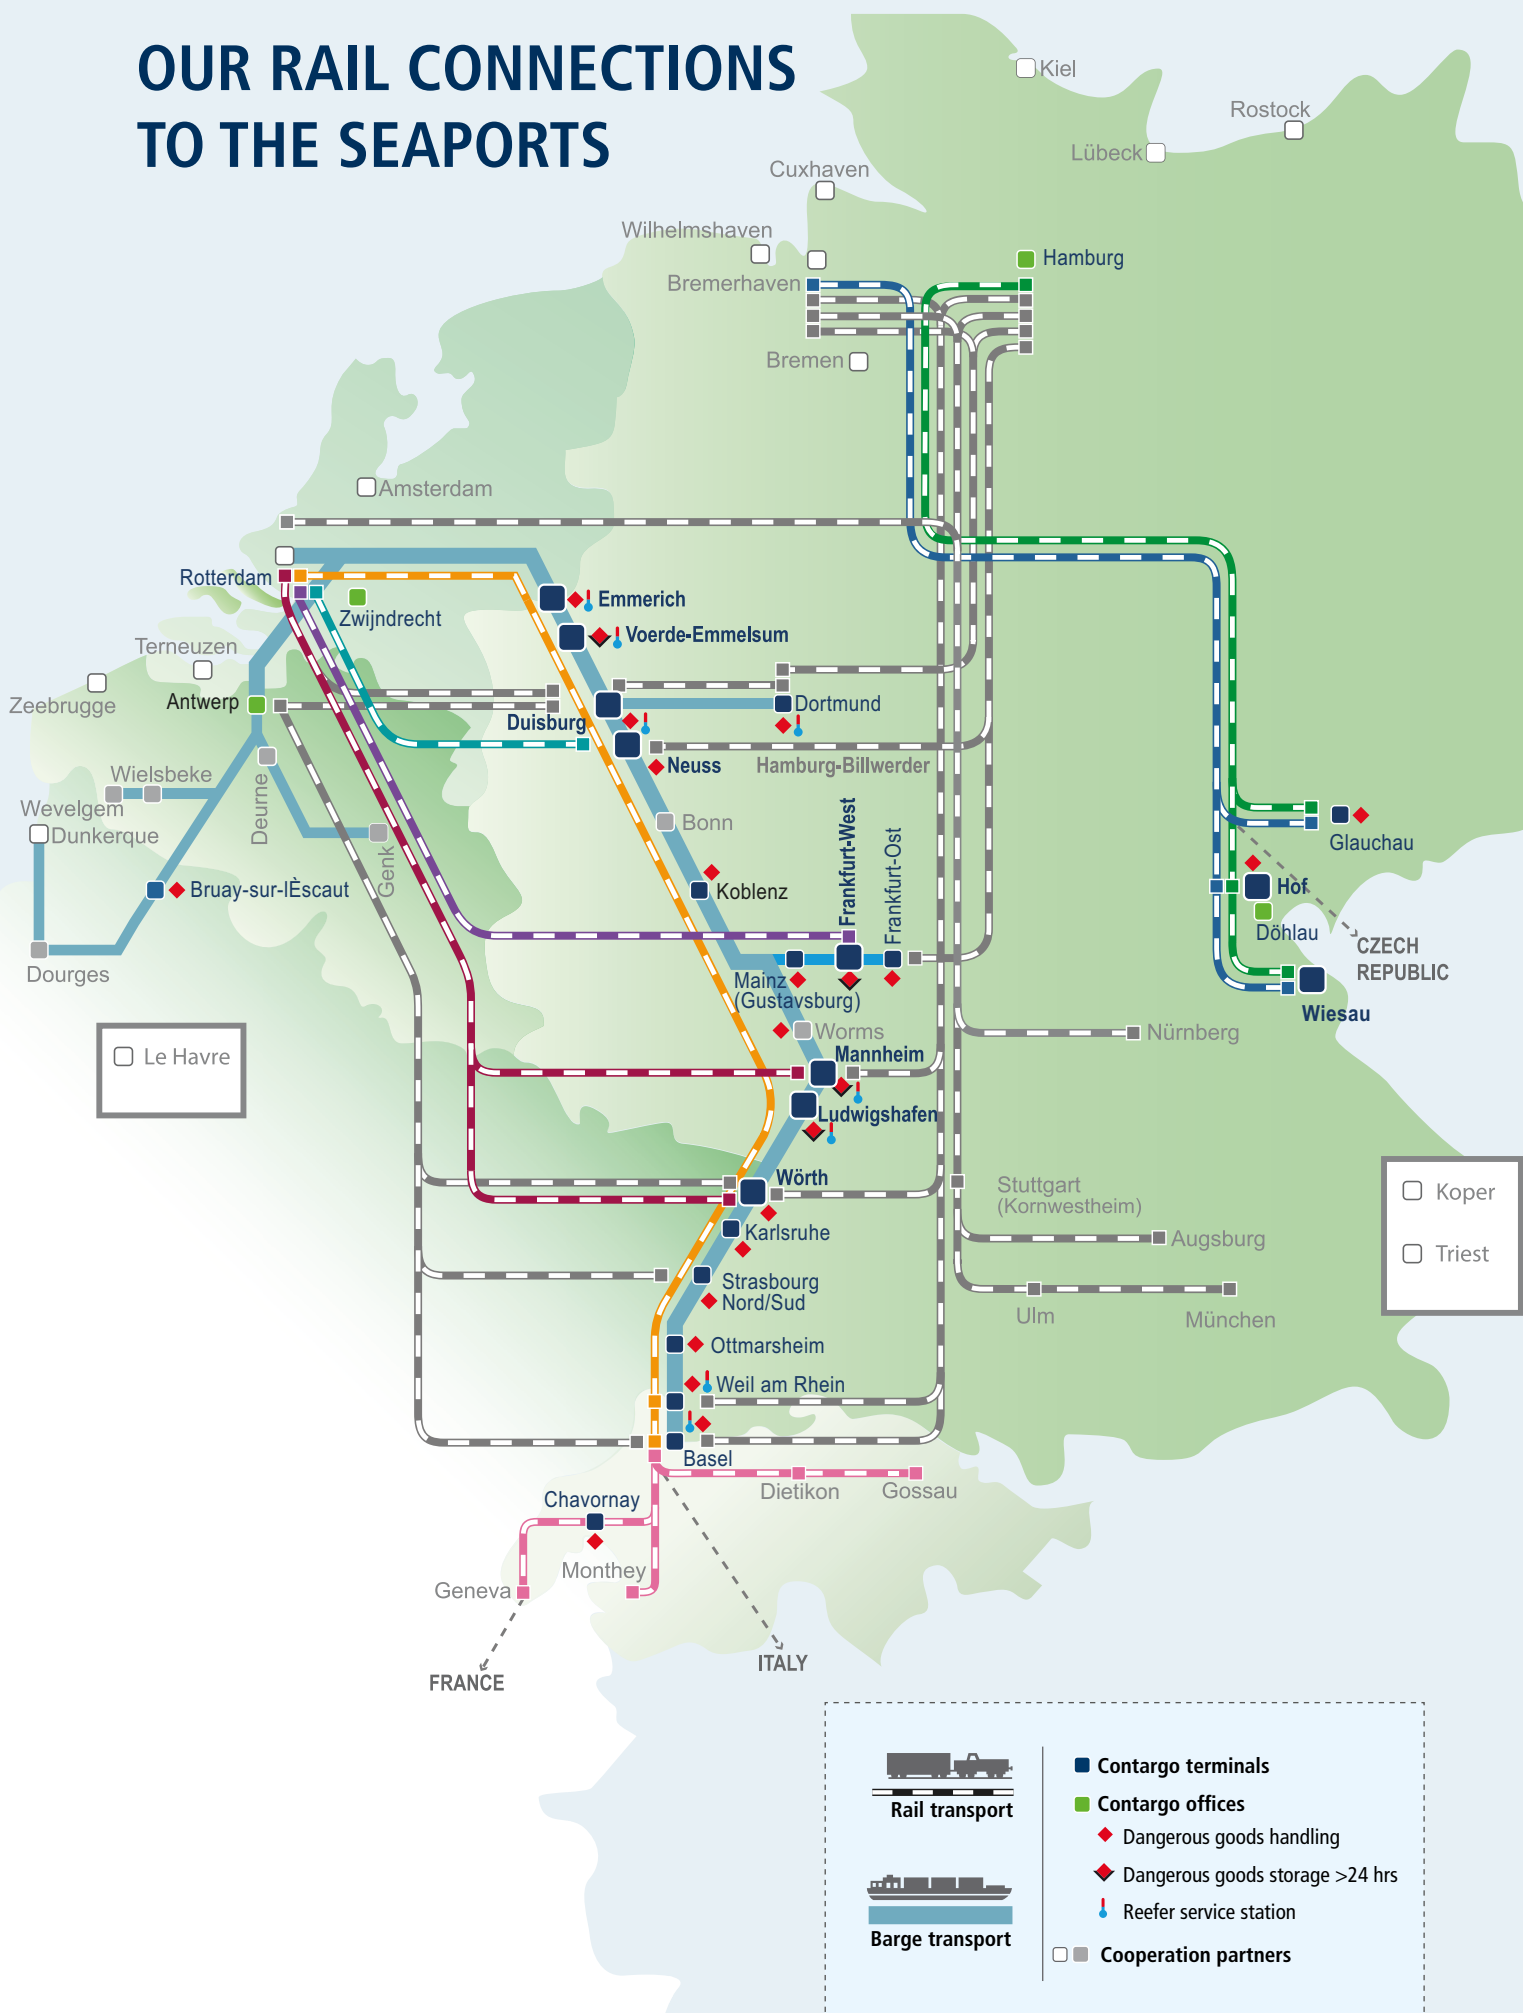 OUR RAIL CONNECTIONS
TO THE SEAPORTS
Kiel
Rostock
Lübeck
Cuxhaven
Wilhelmshaven
Hamburg
Bremerhaven
Bremen
Amsterdam
Rotterdam
Zwijndrecht
Emmerich
Voerde-Emmelsum
Terneuzen
Zeebrugge
Antwerp
Duisburg
Dortmund
Neuss
Hamburg-Billwerder
Wielsbeke
Wevelgem
Dunkerque
Deurne
Genk
Bonn
Frankfurt-West
Frankfurt-Ost
Glauchau
Bruay-sur-lÈscaut
Koblenz
Hof
Döhlau
CZECH
REPUBLIC
Dourges
Mainz
(Gustavsburg)
Wiesau
Worms
Nürnberg
Le Havre
Mannheim
Ludwigshafen
Wörth
Stuttgart
(Kornwestheim)
Koper
Karlsruhe
Augsburg
Triest
Strasbourg
Nord/Sud
Ulm
München
Ottmarsheim
Weil am Rhein
Basel
Dietikon
Gossau
Chavornay
Monthey
Geneva
ITALY
FRANCE
Rail transport
Barge transport
Contargo terminals
Contargo offices
Dangerous goods handling
Dangerous goods storage >24 hrs
Reefer service station
Cooperation partners